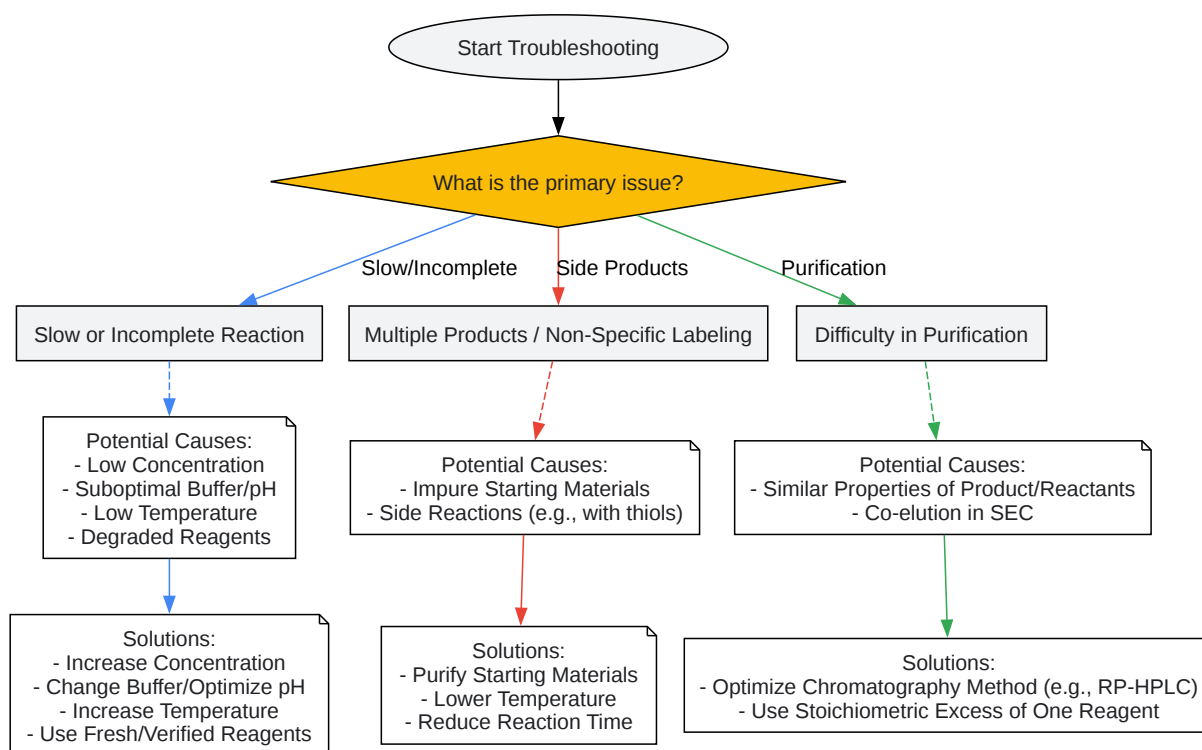 Start Troubleshooting
What is the primary issue?
Slow/Incomplete
Side Products
Purification
Slow or Incomplete Reaction
Multiple Products / Non-Specific Labeling
Difficulty in Purification
Potential Causes:
- Low Concentration
- Suboptimal Buffer/pH
- Low Temperature
- Degraded Reagents
Potential Causes:
- Impure Starting Materials
- Side Reactions (e.g., with thiols)
Potential Causes:
- Similar Properties of Product/Reactants
- Co-elution in SEC
Solutions:
- Increase Concentration
- Change Buffer/Optimize pH
- Increase Temperature
- Use Fresh/Verified Reagents
Solutions:
- Purify Starting Materials
- Lower Temperature
- Reduce Reaction Time
Solutions:
- Optimize Chromatography Method (e.g., RP-HPLC)
- Use Stoichiometric Excess of One Reagent